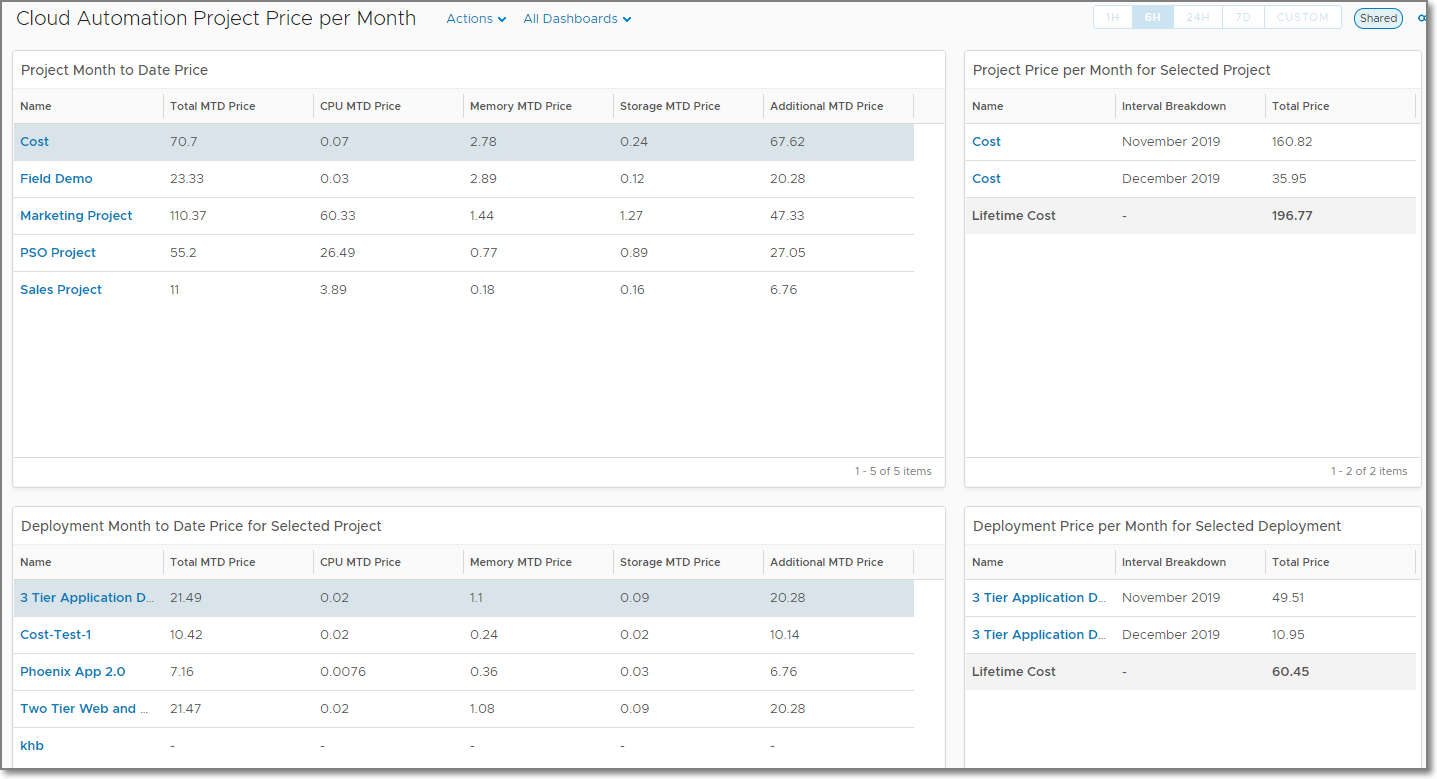 Cloud Automation Project Price per Month Actions All Dashboards 1H 6H 24H 7D CUSTOM Shared
Project Month to Date Price
Name Total MTD Price CPU MTD Price Memory MTD Price Storage MTD Price Additional MTD Price
Cost 70.7 0.07 2.78 0.24 67.62
Field Demo 23.33 0.03 2.89 0.12 20.28
Marketing Project 110.37 60.33 1.44 1.27 47.33
PSO Project 55.2 26.49 0.77 0.89 27.05
Sales Project 11 3.89 0.18 0.16 6.76
1 - 5 of 5 items
Project Price per Month for Selected Project
Name Interval Breakdown Total Price
Cost November 2019 160.82
Cost December 2019 35.95
Lifetime Cost - 196.77
1 - 2 of 2 items
Deployment Month to Date Price for Selected Project
Name Total MTD Price CPU MTD Price Memory MTD Price Storage MTD Price Additional MTD Price
3 Tier Application D... 21.49 0.02 1.1 0.09 20.28
Cost-Test-1 10.42 0.02 0.24 0.02 10.14
Phoenix App 2.0 7.16 0.0076 0.36 0.03 6.76
Two Tier Web and ... 21.47 0.02 1.08 0.09 20.28
khb - - - - -
Deployment Price per Month for Selected Deployment
Name Interval Breakdown Total Price
3 Tier Application D... November 2019 49.51
3 Tier Application D... December 2019 10.95
Lifetime Cost - 60.45